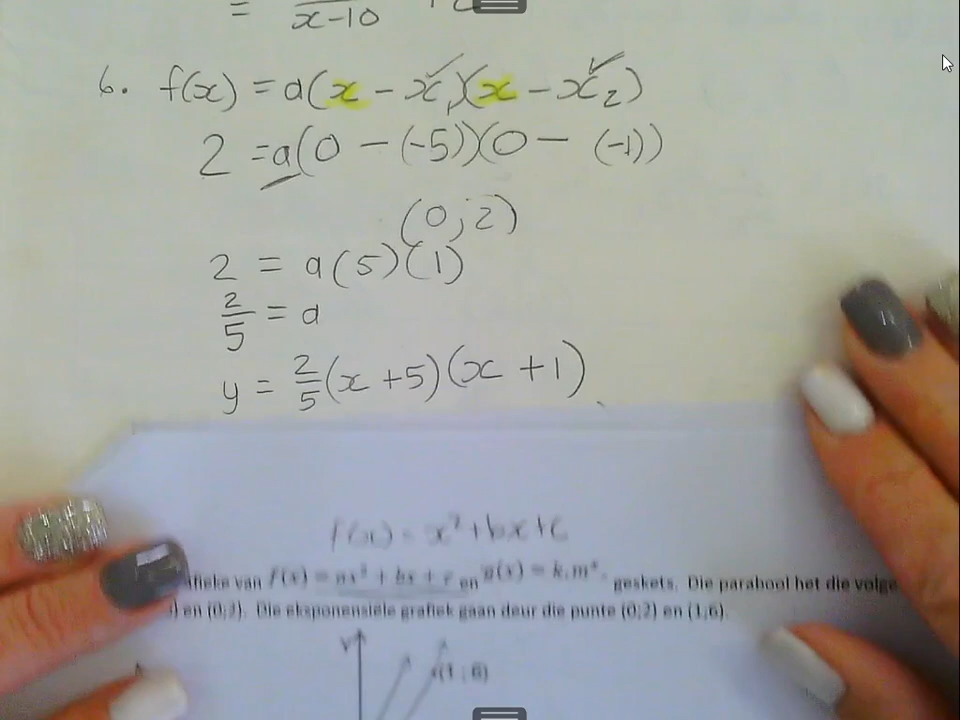 = x-10
6. f(x) = a(x - x₁)(x - x₂)
2 = a(0 - (-5))(0 - (-1))
(0;2)
2 = a(5)(1)
2/5 = a
y = 2/5(x+5)(x+1)
f(x) = x² + bx + c
afieke van f(x) = ax² + bx + c en g(x) = k.mˣ. geskets. Die parabool het die volge
) en (0;2). Die eksponensiële grafiek gaan deur die punte (0;2) en (1;6).
Y
(1 ; 6)